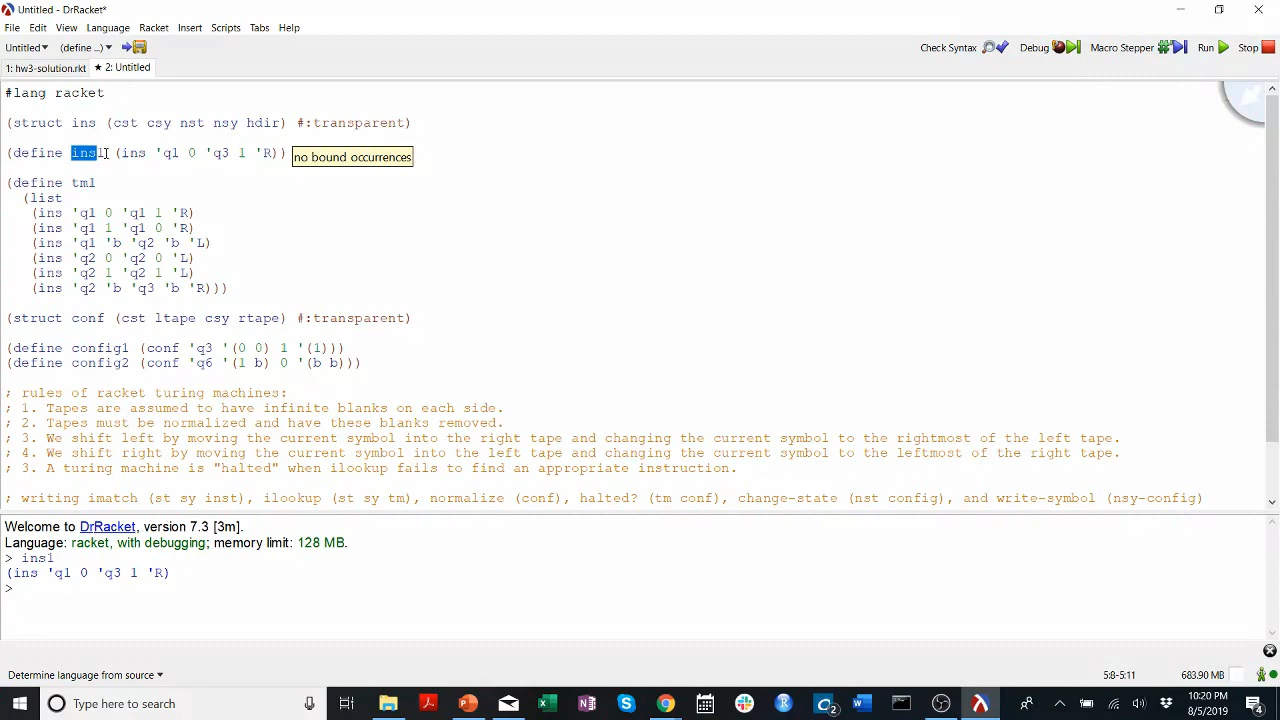 Untitled - DrRacket*
File Edit View Language Racket Insert Scripts Tabs Help
Untitled▾ (define ...)▾ Check Syntax Debug Macro Stepper Run Stop
1: hw3-solution.rkt ★ 2: Untitled
#lang racket
(struct ins (cst csy nst nsy hdir) #:transparent)
(define ins1 (ins 'q1 0 'q3 1 'R)) no bound occurrences
(define tm1
(list
(ins 'q1 0 'q1 1 'R)
(ins 'q1 1 'q1 0 'R)
(ins 'q1 'b 'q2 'b 'L)
(ins 'q2 0 'q2 0 'L)
(ins 'q2 1 'q2 1 'L)
(ins 'q2 'b 'q3 'b 'R)))
(struct conf (cst ltape csy rtape) #:transparent)
(define config1 (conf 'q3 '(0 0) 1 '(1)))
(define config2 (conf 'q6 '(1 b) 0 '(b b)))
; rules of racket turing machines:
; 1. Tapes are assumed to have infinite blanks on each side.
; 2. Tapes must be normalized and have these blanks removed.
; 3. We shift left by moving the current symbol into the right tape and changing the current symbol to the rightmost of the left tape.
; 4. We shift right by moving the current symbol into the left tape and changing the current symbol to the leftmost of the right tape.
; 3. A turing machine is "halted" when ilookup fails to find an appropriate instruction.
; writing imatch (st sy inst), ilookup (st sy tm), normalize (conf), halted? (tm conf), change-state (nst config), and write-symbol (nsy-config)
Welcome to DrRacket, version 7.3 [3m].
Language: racket, with debugging; memory limit: 128 MB.
> ins1
(ins 'q1 0 'q3 1 'R)
>
Determine language from source▾ 5:8-5:11 683.90 MB
Type here to search
10:20 PM
8/5/2019
2
4